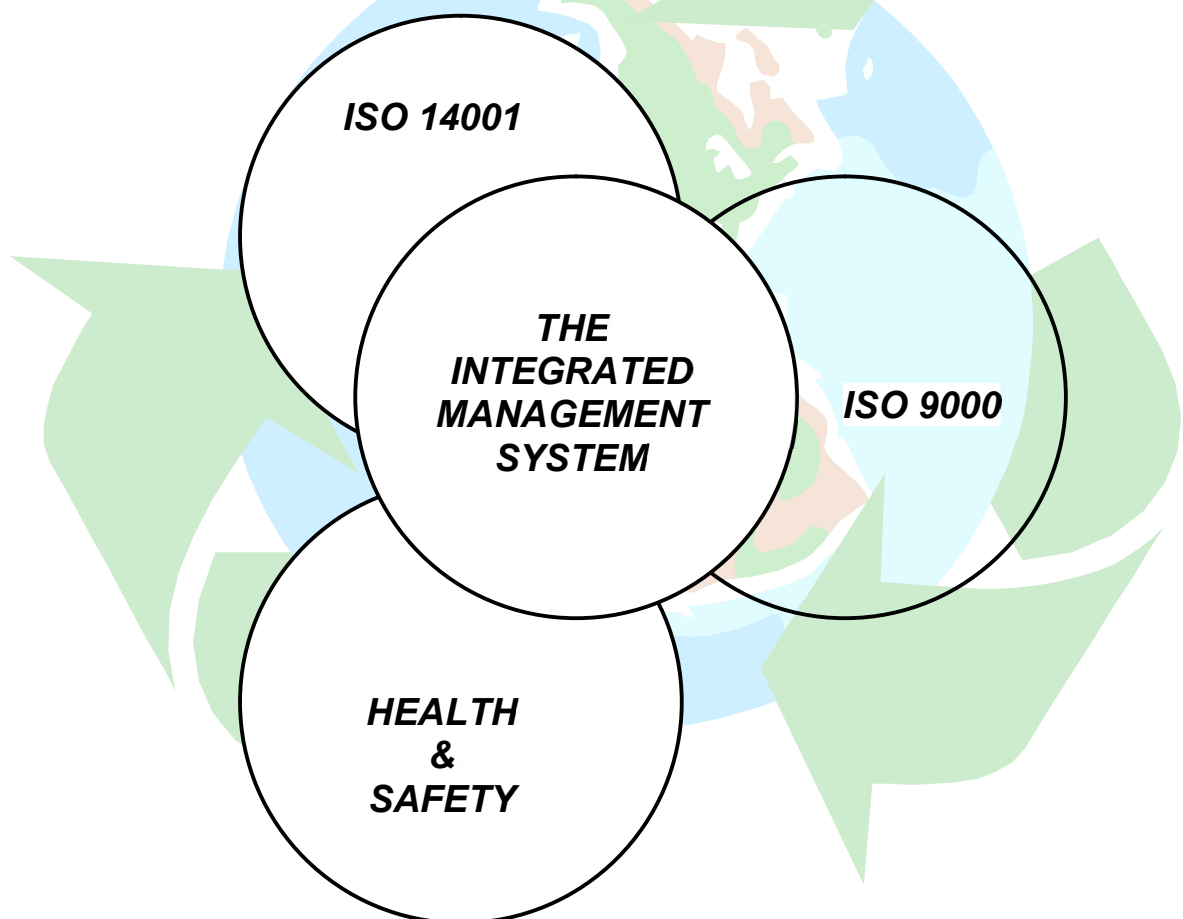 ISO 14001
THE
INTEGRATED
MANAGEMENT
SYSTEM
ISO 9000
HEALTH
&
SAFETY